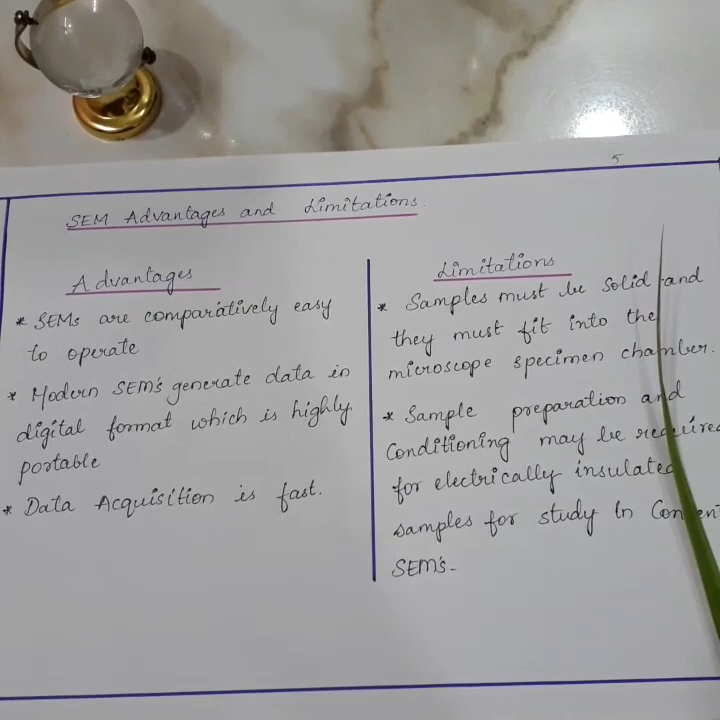 5
SEM Advantages and Limitations.
Advantages
* SEMs are comparatively easy
to operate
* Modern SEM's generate data in
digital format which is highly
portable
* Data Acquisition is fast.
Limitations
* Samples must be solid and
they must fit into the
microscope specimen chamber.
* Sample preparation and
Conditioning may be required
for electrically insulated
samples for study in
SEM's-